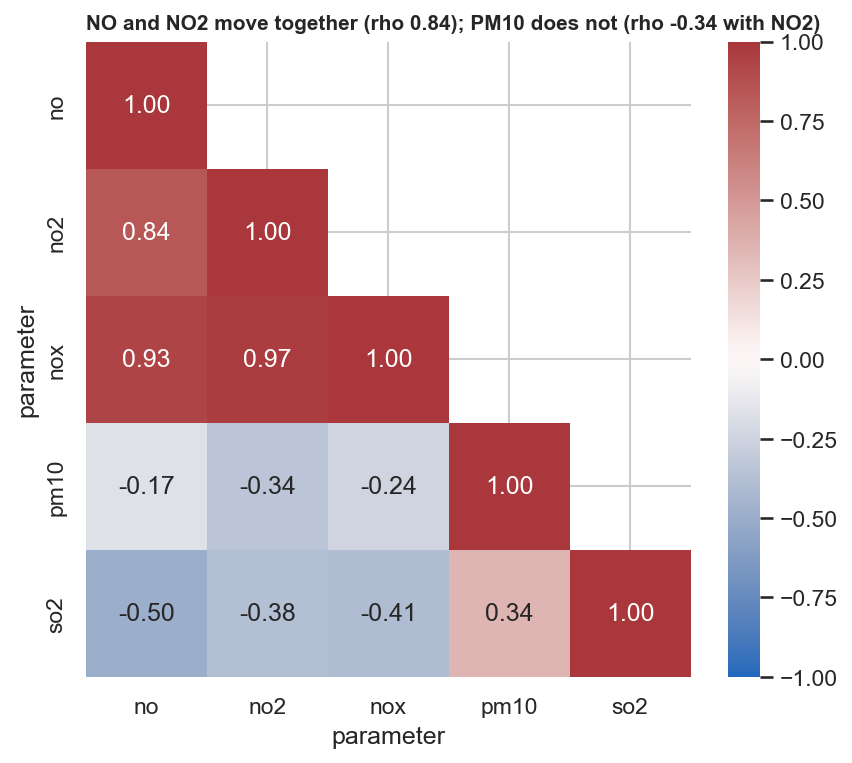 NO and NO2 move together (rho 0.84); PM10 does not (rho -0.34 with NO2)
no
1.00
no2
0.84 1.00
nox
0.93 0.97 1.00
pm10
-0.17 -0.34 -0.24 1.00
so2
-0.50 -0.38 -0.41 0.34 1.00
parameter
no no2 nox pm10 so2
parameter
1.00
0.75
0.50
0.25
0.00
−0.25
−0.50
−0.75
−1.00